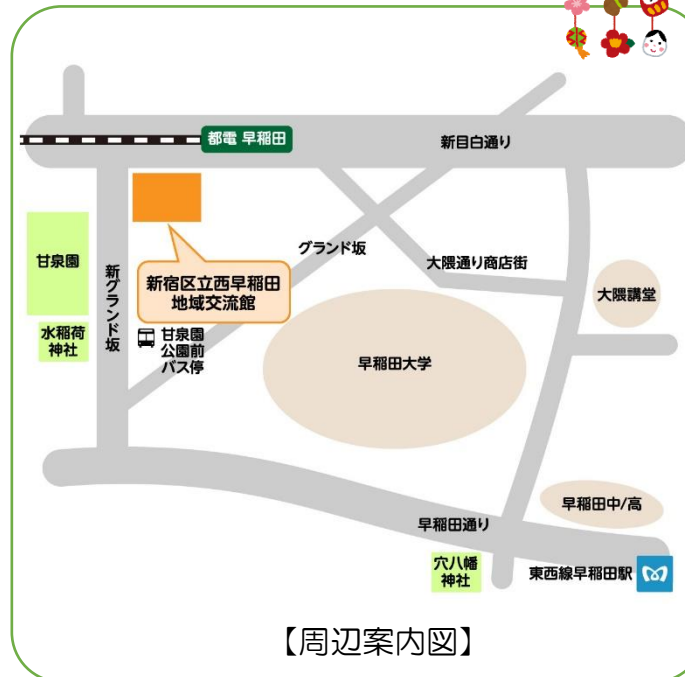 都電 早稲田
新目白通り
甘泉園
新グランド坂
グランド坂
大隈通り商店街
新宿区立西早稲田
地域交流館
大隈講堂
水稲荷
神社
甘泉園
公園前
バス停
早稲田大学
早稲田中/高
早稲田通り
穴八幡
神社
東西線早稲田駅
【周辺案内図】